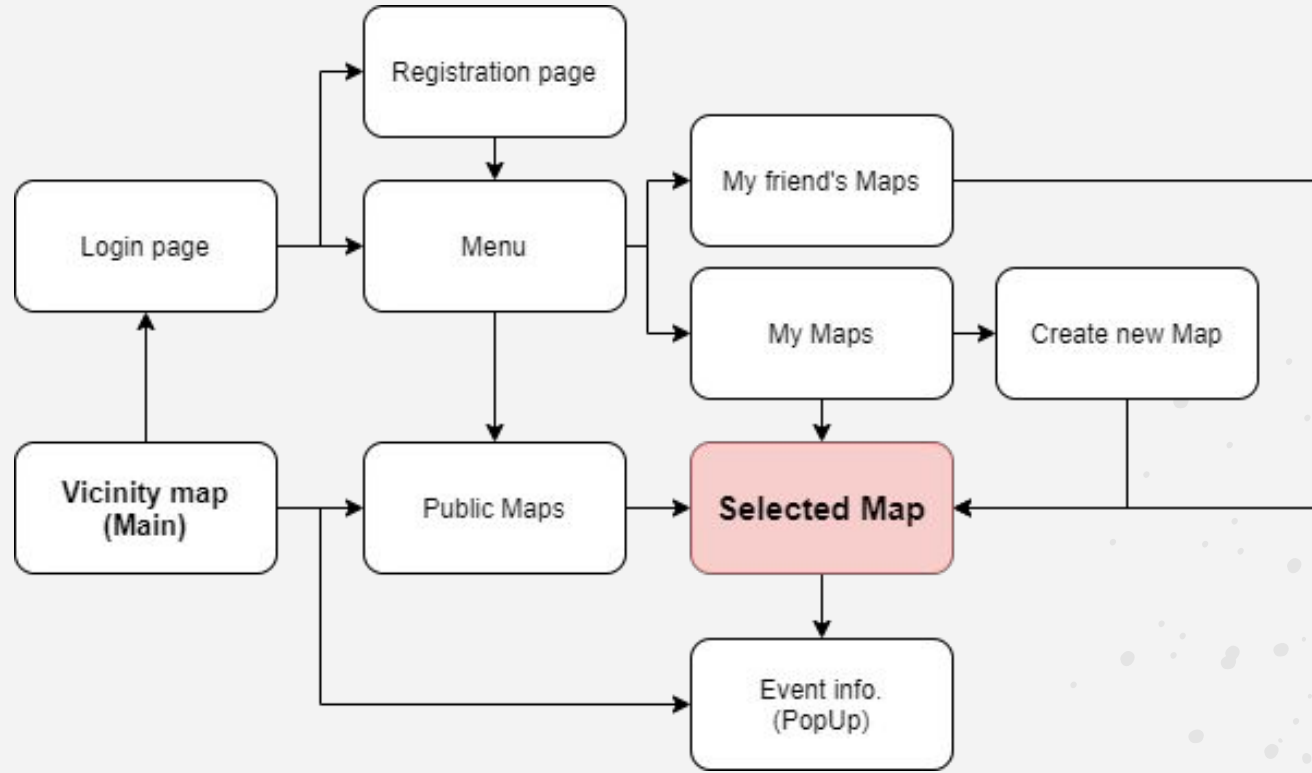 Registration page
My friend's Maps
Login page
Menu
My Maps
Create new Map
Vicinity map
(Main)
Public Maps
Selected Map
Event info.
(PopUp)